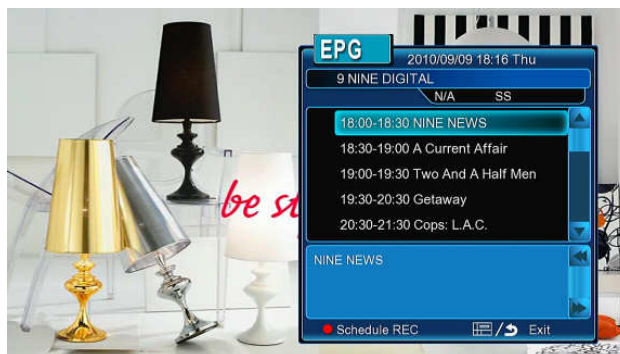 EPG
2010/09/09 18:16 Thu
9 NINE DIGITAL
N/A SS
18:00-18:30 NINE NEWS
18:30-19:00 A Current Affair
19:00-19:30 Two And A Half Men
19:30-20:30 Getaway
20:30-21:30 Cops: L.A.C.
be st
NINE NEWS
Schedule REC
/
Exit